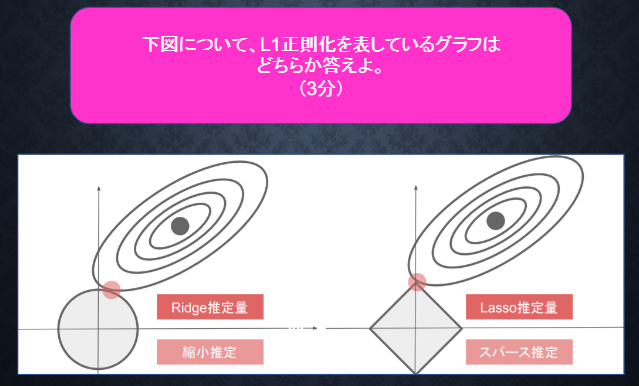 下図について、L1正則化を表しているグラフは
どちらか答えよ。
（3分）
Ridge推定量
Lasso推定量
縮小推定
スパース推定